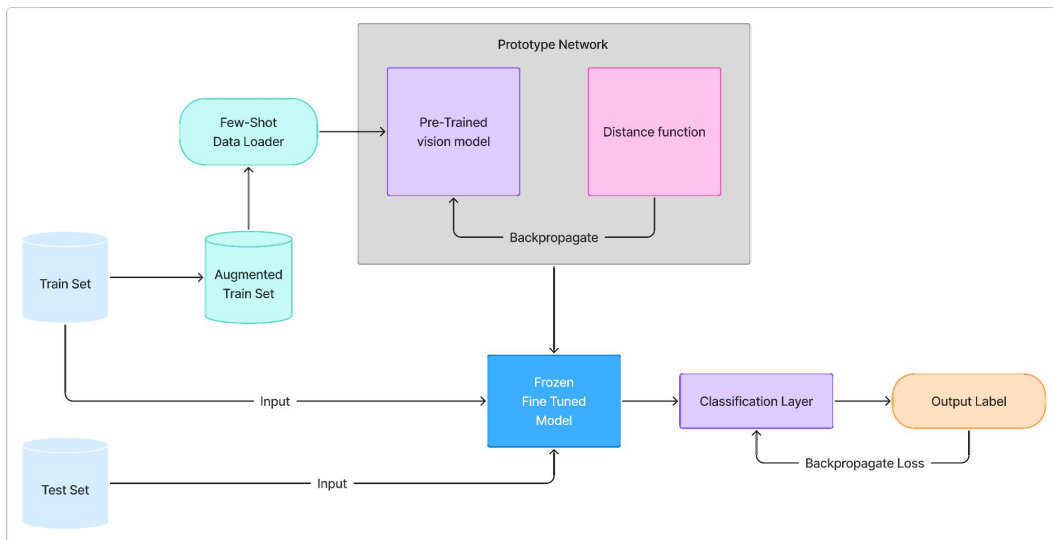 Prototype Network
Few-Shot
Data Loader
Pre-Trained
vision model
Distance function
Backpropagate
Train Set
Augmented
Train Set
Input
Frozen
Fine Tuned
Model
Classification Layer
Output Label
Backpropagate Loss
Test Set
Input